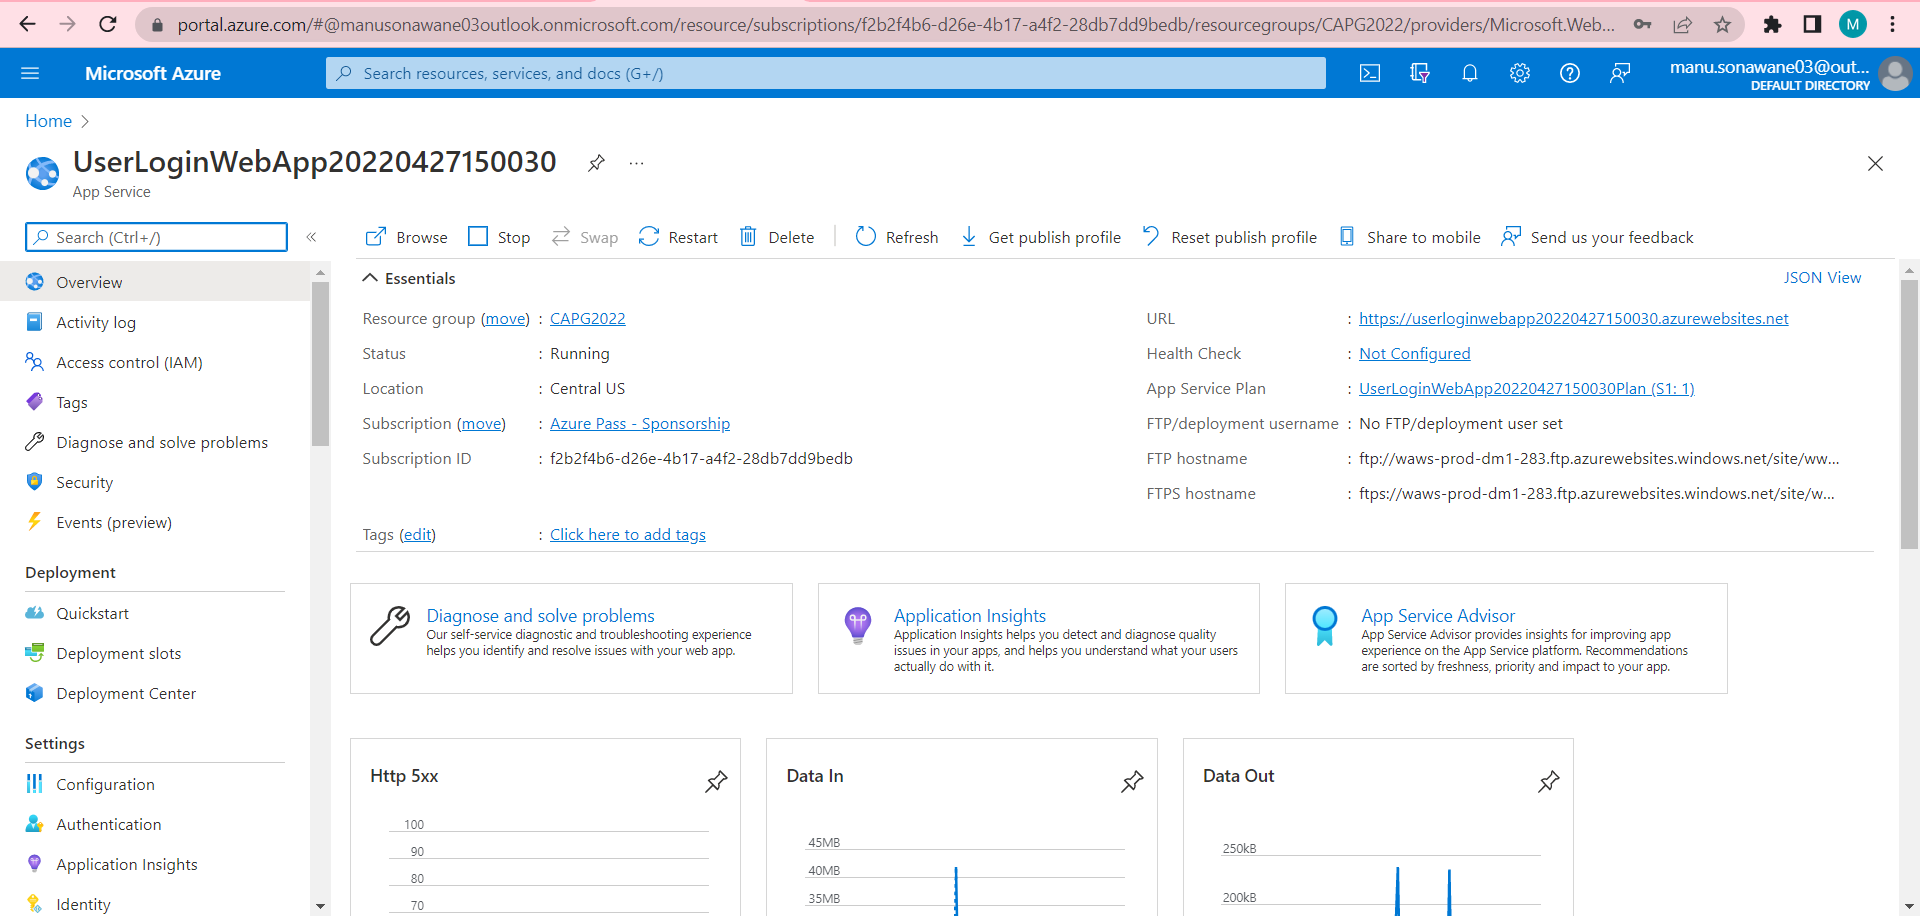 portal.azure.com/#@manusonawane03outlook.onmicrosoft.com/resource/subscriptions/f2b2f4b6-d26e-4b17-a4f2-28db7dd9bedb/resourcegroups/CAPG2022/providers/Microsoft.Web...
M
Microsoft Azure
Search resources, services, and docs (G+/)
manu.sonawane03@out...
DEFAULT DIRECTORY
Home >
UserLoginWebApp20220427150030
App Service
Search (Ctrl+/)
«
Browse
Stop
Swap
Restart
Delete
Refresh
Get publish profile
Reset publish profile
Share to mobile
Send us your feedback
Overview
Activity log
Access control (IAM)
Tags
Diagnose and solve problems
Security
Events (preview)
Deployment
Quickstart
Deployment slots
Deployment Center
Settings
Configuration
Authentication
Application Insights
Identity
Essentials
JSON View
Resource group (move) : CAPG2022
Status : Running
Location : Central US
Subscription (move) : Azure Pass - Sponsorship
Subscription ID : f2b2f4b6-d26e-4b17-a4f2-28db7dd9bedb
URL : https://userloginwebapp20220427150030.azurewebsites.net
Health Check : Not Configured
App Service Plan : UserLoginWebApp20220427150030Plan (S1: 1)
FTP/deployment username : No FTP/deployment user set
FTP hostname : ftp://waws-prod-dm1-283.ftp.azurewebsites.windows.net/site/ww...
FTPS hostname : ftps://waws-prod-dm1-283.ftp.azurewebsites.windows.net/site/w...
Tags (edit) : Click here to add tags
Diagnose and solve problems
Our self-service diagnostic and troubleshooting experience
helps you identify and resolve issues with your web app.
Application Insights
Application Insights helps you detect and diagnose quality
issues in your apps, and helps you understand what your users
actually do with it.
App Service Advisor
App Service Advisor provides insights for improving app
experience on the App Service platform. Recommendations
are sorted by freshness, priority and impact to your app.
Http 5xx
100
90
80
70
Data In
45MB
40MB
35MB
Data Out
250kB
200kB